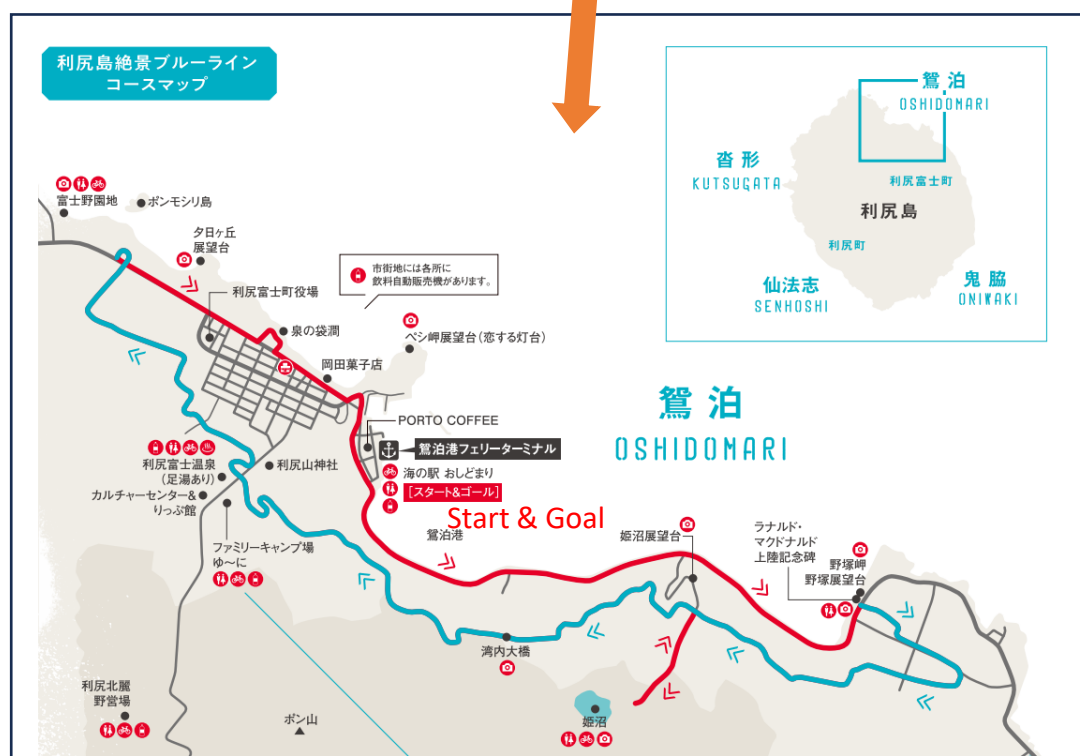 利尻島絶景ブルーライン
コースマップ
鴛泊
OSHIDOMARI
沓形
KUTSUGATA
利尻富士町
利尻島
利尻町
仙法志
SENHOSHI
鬼脇
ONIWAKI
富士野園地
ポンモシリ島
夕日ヶ丘
展望台
市街地には各所に
飲料自動販売機があります。
利尻富士町役場
泉の袋澗
ペシ岬展望台(恋する灯台)
岡田菓子店
鴛泊
OSHIDOMARI
PORTO COFFEE
鴛泊港フェリーターミナル
海の駅 おしどまり
[スタート&ゴール]
Start & Goal
利尻富士温泉
(足湯あり)
利尻山神社
カルチャーセンター&
りっぷ館
鴛泊港
姫沼展望台
ラナルド・
マクドナルド
上陸記念碑
野塚岬
野塚展望台
ファミリーキャンプ場
ゆ〜に
湾内大橋
利尻北麓
野営場
ポン山
姫沼